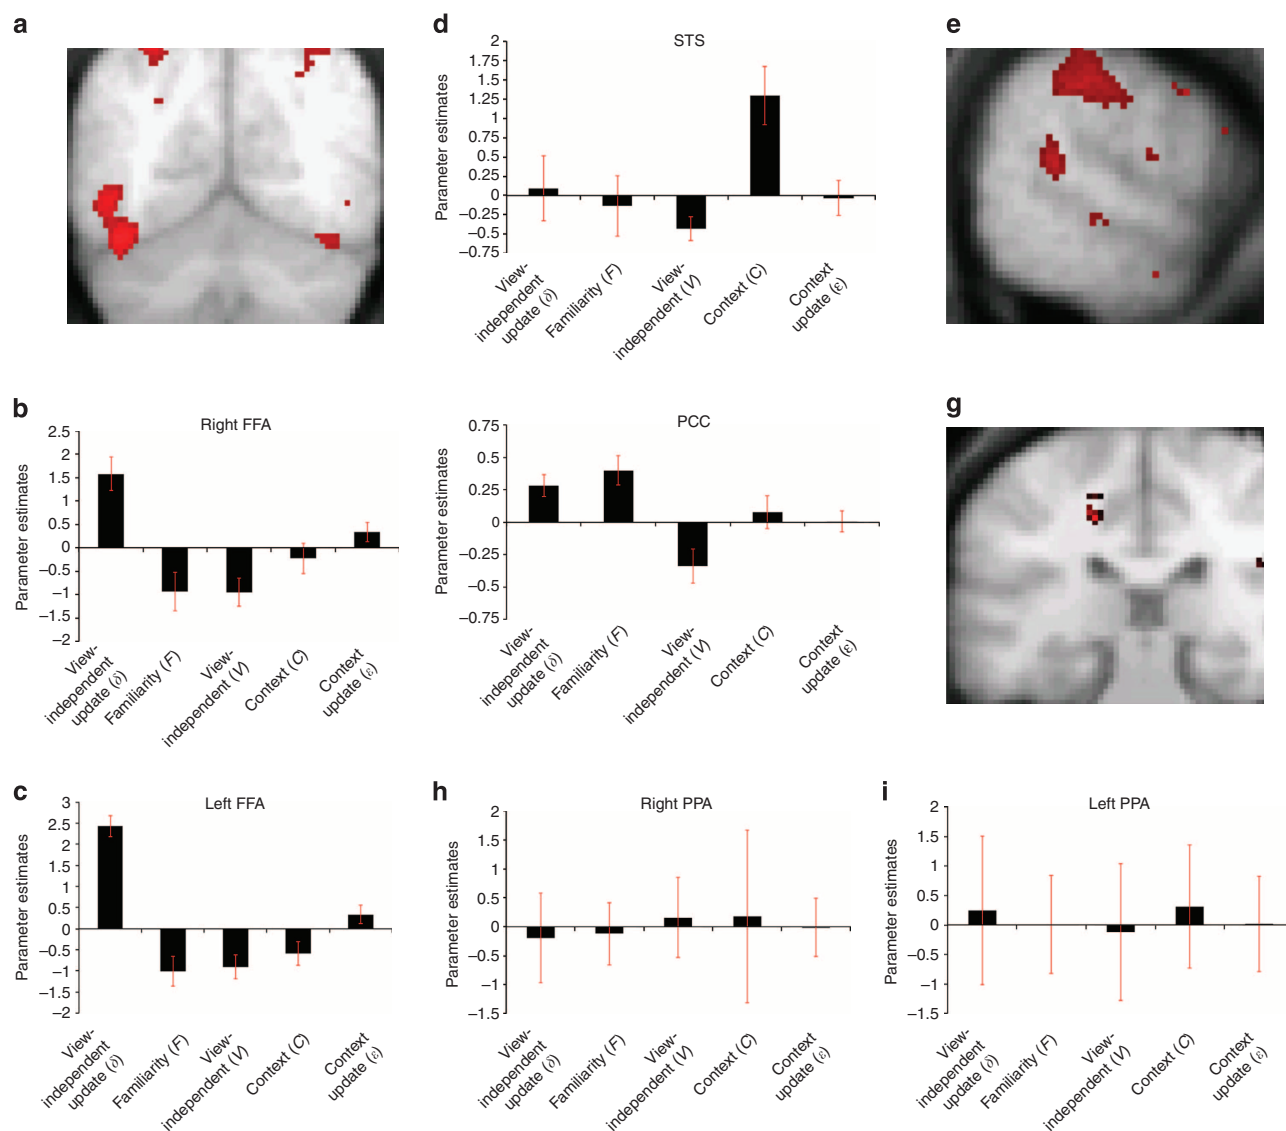 a
d
STS
Parameter estimates
2
1.75
1.25
1
0.75
0.5
0.25
0
–0.25
–0.5
–0.75
View-
independent
update (δ)
Familiarity (F)
View-
independent (V)
Context (C)
Context
update (ε)
e
b
Right FFA
Parameter estimates
2.5
2
1.5
1
0.5
0
–0.5
–1
–1.5
–2
View-
independent
update (δ)
Familiarity (F)
View-
independent (V)
Context (C)
Context
update (ε)
PCC
Parameter estimates
0.75
0.5
0.25
0
–0.25
–0.5
–0.75
View-
independent
update (δ)
Familiarity (F)
View-
independent (V)
Context (C)
Context
update (ε)
g
c
Left FFA
Parameter estimates
3
2.5
2
1.5
1
0.5
0
–0.5
–1
–1.5
–2
View-
independent
update (δ)
Familiarity (F)
View-
independent (V)
Context (C)
Context
update (ε)
h
Right PPA
Parameter estimates
2
1.5
1
0.5
0
–0.5
–1
–1.5
View-
independent
update (δ)
Familiarity (F)
View-
independent (V)
Context (C)
Context
update (ε)
i
Left PPA
Parameter estimates
2
1.5
1
0.5
0
–0.5
–1
–1.5
View-
independent
update (δ)
Familiarity (F)
View-
independent (V)
Context (C)
Context
update (ε)